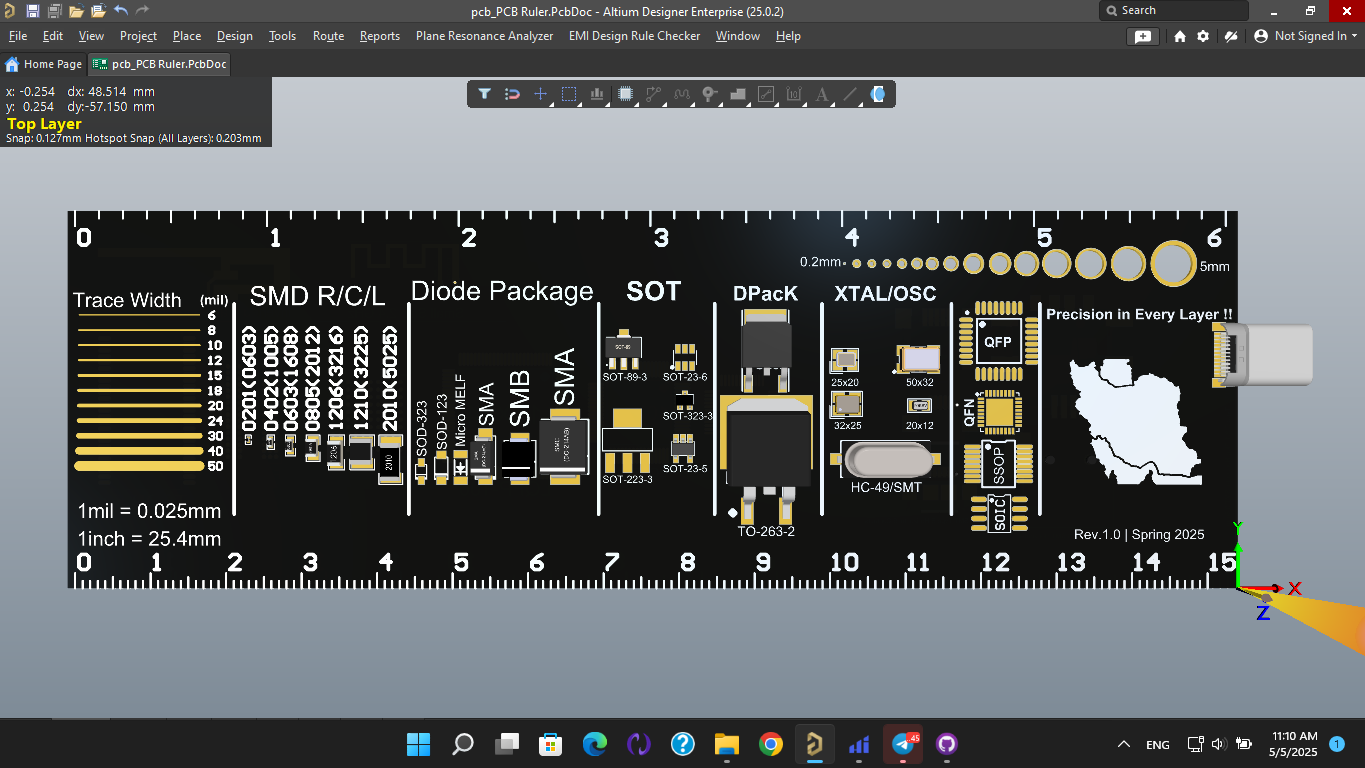 pcb_PCB Ruler.PcbDoc - Altium Designer Enterprise (25.0.2)
Search
File Edit View Project Place Design Tools Route Reports Plane Resonance Analyzer EMI Design Rule Checker Window Help
Not Signed In
Home Page
pcb_PCB Ruler.PcbDoc
x: -0.254 dx: 48.514 mm
y: 0.254 dy:-57.150 mm
Top Layer
Snap: 0.127mm Hotspot Snap (All Layers): 0.203mm
0 1 2 3 4 5 6
0.2mm
5mm
Trace Width (mil)
6
8
10
12
15
18
20
24
30
40
50
1mil = 0.025mm
1inch = 25.4mm
SMD R/C/L
0201<0603>
0402<1005>
0603<1608>
0805<2012>
1206<3216>
1210<3225>
2010<5025>
2010
Diode Package
SOD-323
SOD-123
Micro MELF
SMA
SMB
SMA
SOT
SOT-89
SOT-89-3
SOT-23-6
SOT-323-3
SOT-223-3
SOT-23-5
DPacK
TO-263-2
XTAL/OSC
25x20
50x32
32x25
20x12
HC-49/SMT
QFP
QFN
SSOP
SOIC
Precision in Every Layer !!
Rev.1.0 | Spring 2025
0 1 2 3 4 5 6 7 8 9 10 11 12 13 14 15
Y
X
Z
45
ENG
11:10 AM
5/5/2025
1